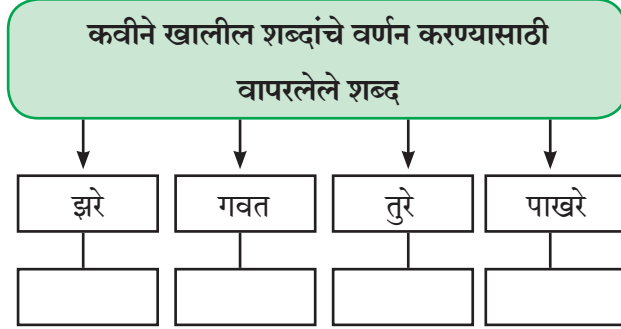 कवीने खालील शब्दांचे वर्णन करण्यासाठी
वापरलेले शब्द
झरे गवत तुरे पाखरे